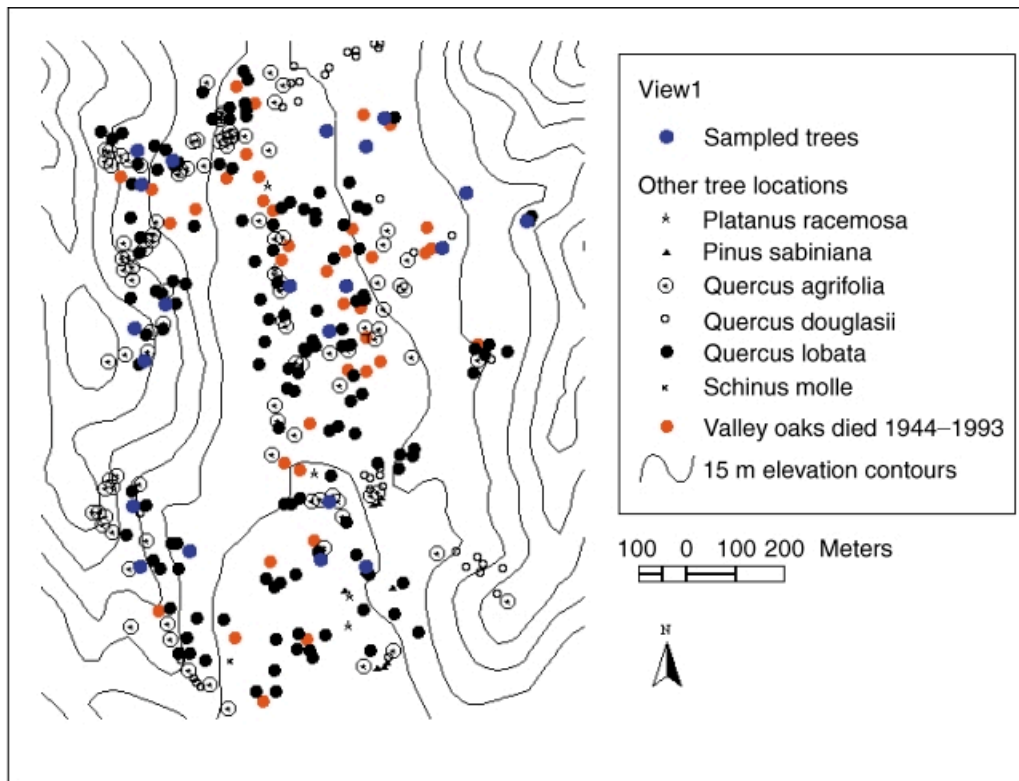 View1
Sampled trees
Other tree locations
Platanus racemosa
Pinus sabiniana
Quercus agrifolia
Quercus douglasii
Quercus lobata
Schinus molle
Valley oaks died 1944–1993
15 m elevation contours
100 0 100 200 Meters
N